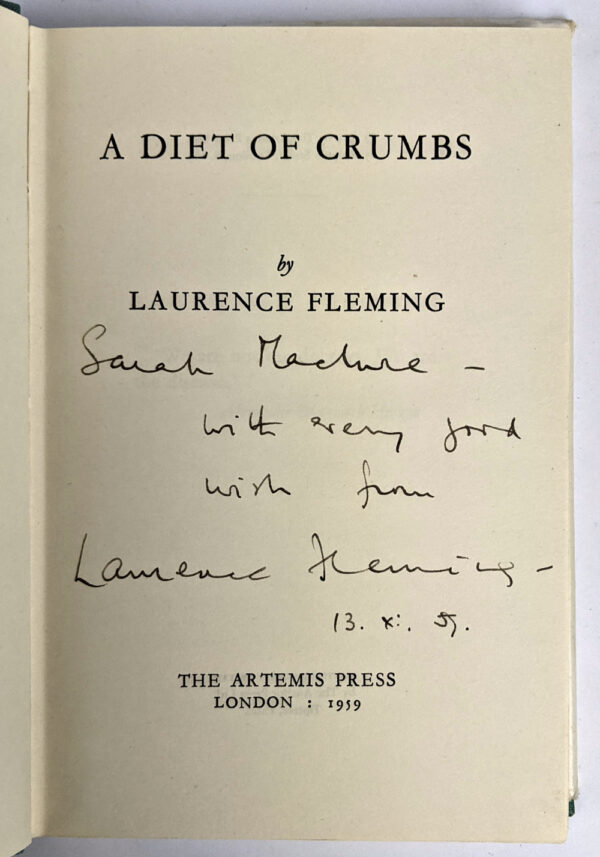 A DIET OF CRUMBS
by
LAURENCE FLEMING
Sarah Maclure –
with every good
wish from
Laurence Fleming –
13. xi. 59.
THE ARTEMIS PRESS
LONDON : 1959